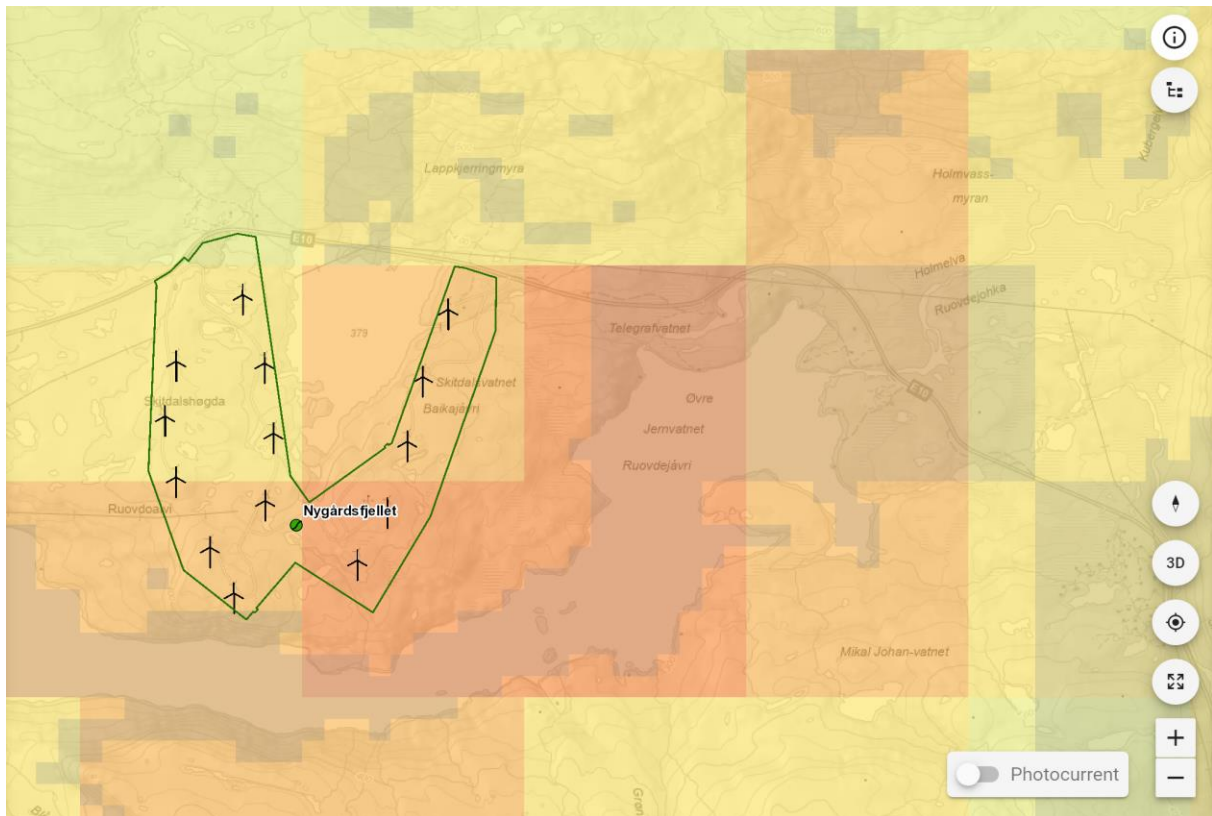 Lappkjerringmyra
Holmvass-
myran
E10
Holmelva
Ruovdejohka
379
Telegrafvatnet
Skitdalsvatnet
Baikajávri
Skitdalshøgda
E10
Øvre
Jernvatnet
Ruovdejávri
Ruovdoaivi
Nygårdsfjellet
3D
Mikal Johan-vatnet
Photocurrent